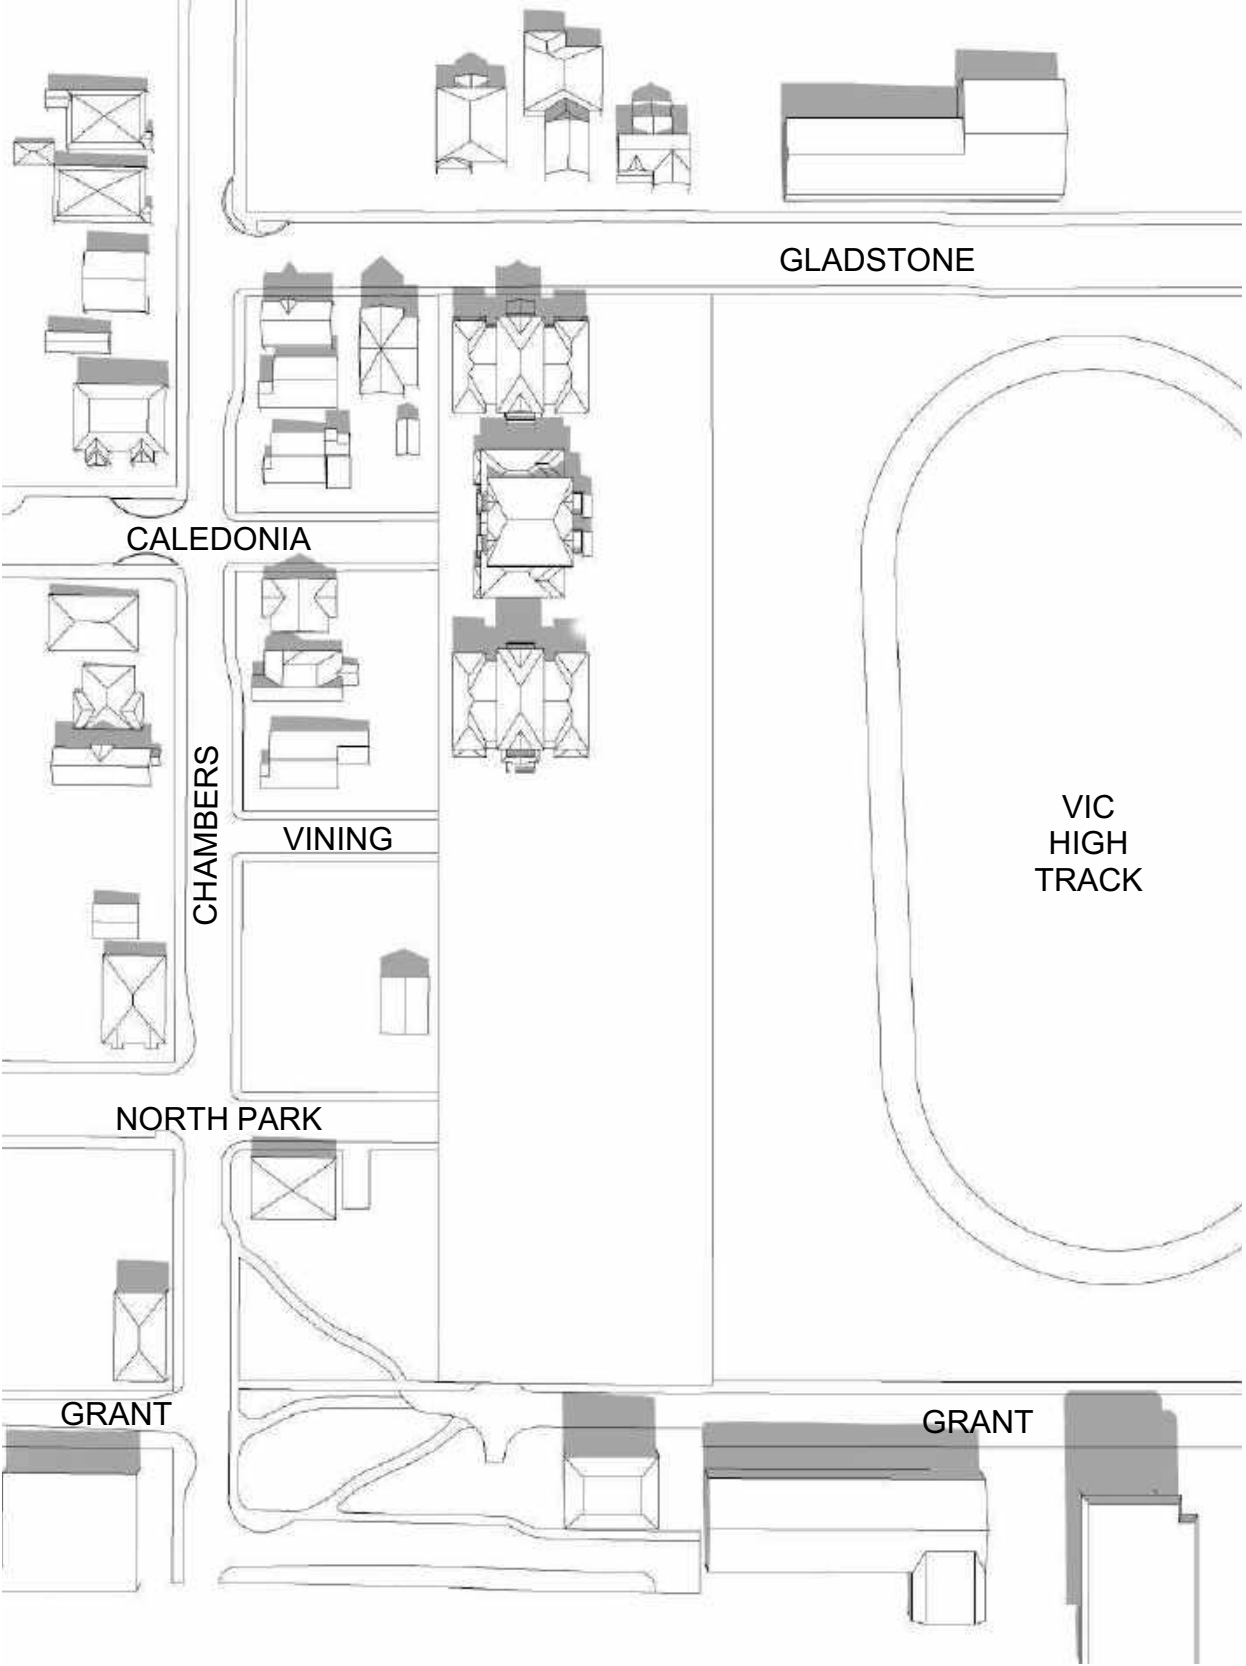 GLADSTONE
CALEDONIA
CHAMBERS
VINING
VIC
HIGH
TRACK
NORTH PARK
GRANT
GRANT